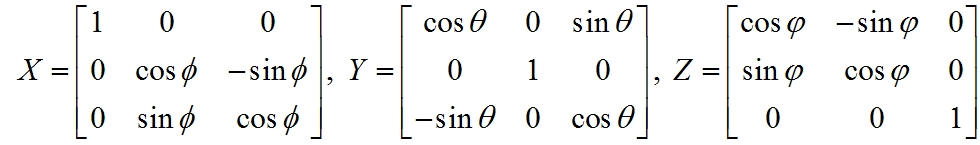 X = [1 0 0; 0 cos ϕ −sin ϕ; 0 sin ϕ cos ϕ], Y = [cos θ 0 sin θ; 0 1 0; −sin θ 0 cos θ], Z = [cos φ −sin φ 0; sin φ cos φ 0; 0 0 1]